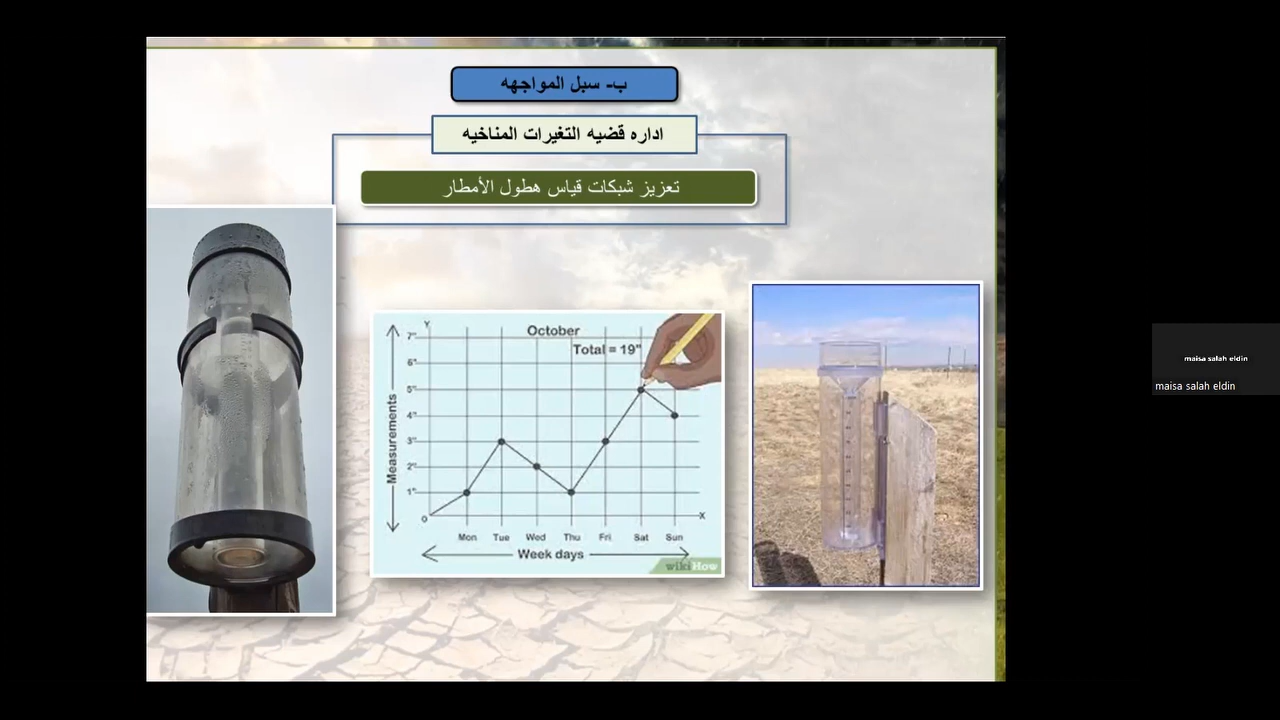 ب- سبل المواجهه
اداره قضيه التغيرات المناخيه
تعزيز شبكات قياس هطول الأمطار
October
Total = 19"
Y
7"
6"
5"
4"
3"
2"
1"
0
X
Measurements
Mon Tue Wed Thu Fri Sat Sun
Week days
wikiHow
maisa salah eldin
maisa salah eldin